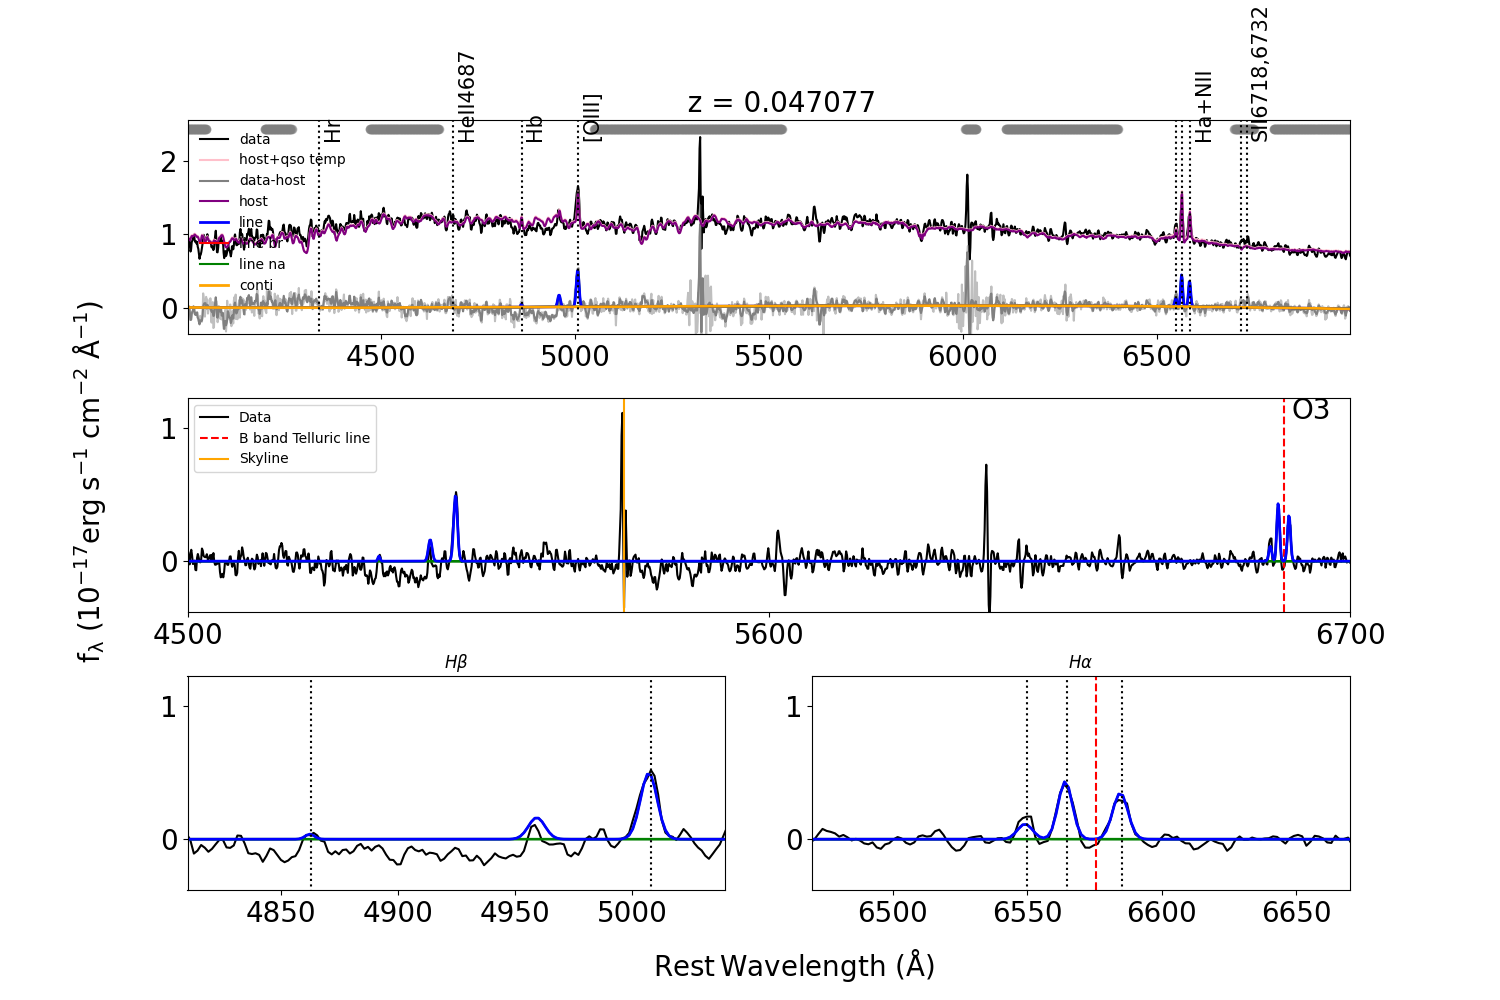 z = 0.047077
Hr
HeII4687
Hb
[OIII]
Ha+NII
SII6718,6732
data
host+qso temp
data-host
host
line
line na
conti
2
1
0
4500 5000 5500 6000 6500
fλ (10⁻¹⁷erg s⁻¹ cm⁻² Å⁻¹)
Data
B band Telluric line
Skyline
O3
1
0
4500 5600 6700
Hβ
1
0
4850 4900 4950 5000
Hα
1
0
6500 6550 6600 6650
Rest Wavelength (Å)